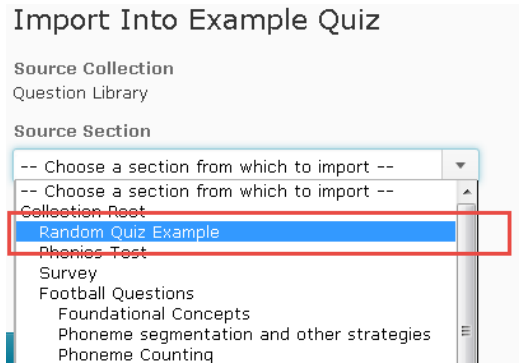 Import Into Example Quiz
Source Collection
Question Library
Source Section
-- Choose a section from which to import --
-- Choose a section from which to import --
Collection Root
Random Quiz Example
Phonics Test
Survey
Football Questions
Foundational Concepts
Phoneme segmentation and other strategies
Phoneme Counting